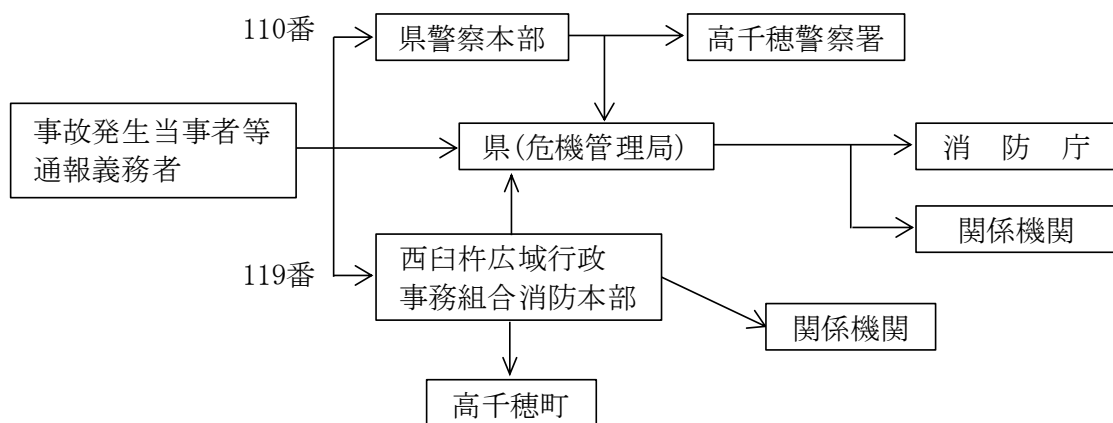 110番
県警察本部
高千穂警察署
事故発生当事者等
通報義務者
県(危機管理局)
消 防 庁
関係機関
119番
西臼杵広域行政
事務組合消防本部
関係機関
高千穂町